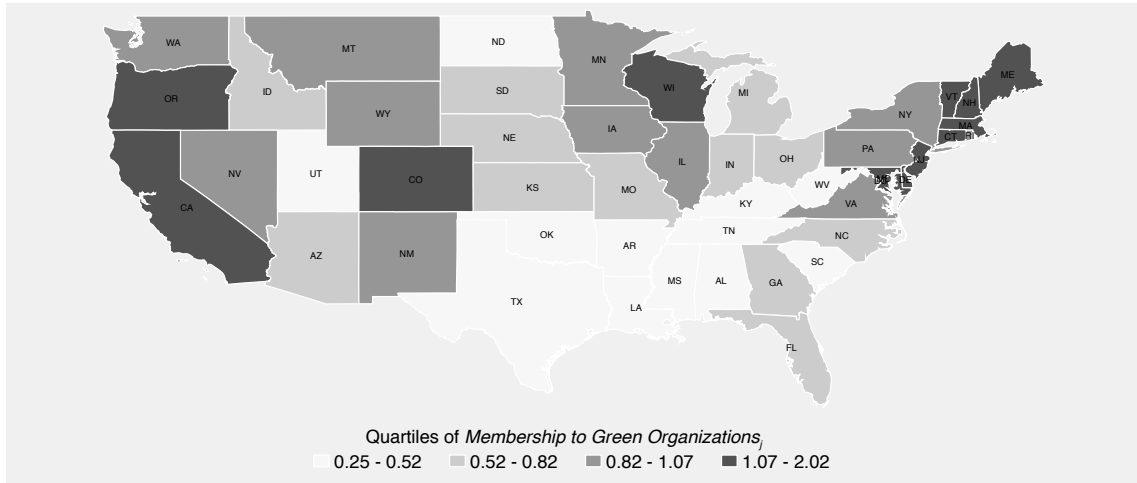 WA
MT
ND
MN
ME
OR
ID
SD
WI
MI
VT
NH
WY
NY
MA
CT
RI
IA
NE
PA
NJ
NV
UT
CO
IL
IN
OH
MD
DE
CA
KS
MO
WV
VA
KY
AZ
NM
OK
AR
TN
NC
SC
TX
LA
MS
AL
GA
FL
Quartiles of Membership to Green Organizationsj
0.25 - 0.52 0.52 - 0.82 0.82 - 1.07 1.07 - 2.02